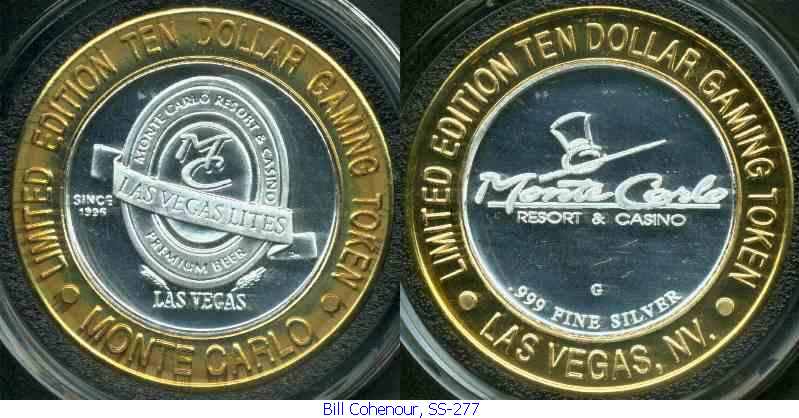 LIMITED EDITION TEN DOLLAR GAMING TOKEN
MONTE CARLO
MONTE CARLO RESORT & CASINO
MC
LAS VEGAS LITES
PREMIUM BEER
SINCE
1996
LAS VEGAS
LIMITED EDITION TEN DOLLAR GAMING TOKEN
LAS VEGAS, NV.
Monte Carlo
RESORT & CASINO
G
.999 FINE SILVER
Bill Cohenour, SS-277